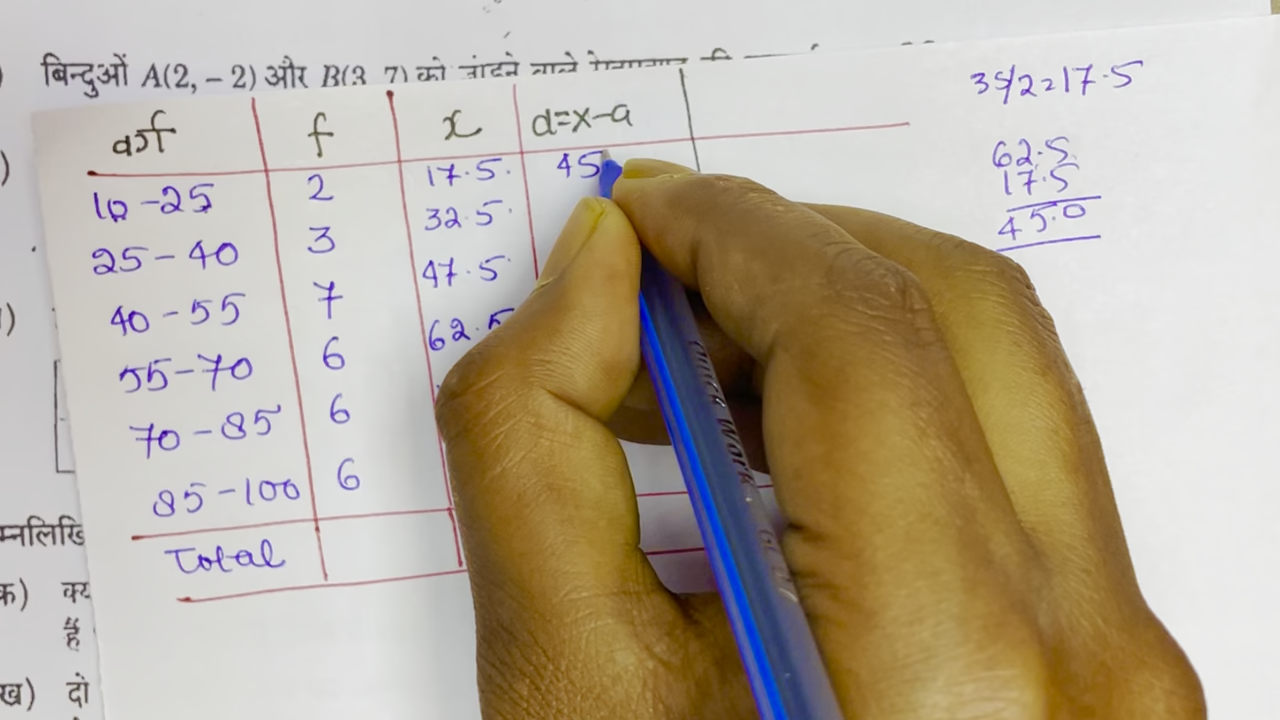 बिन्दुओं A(2, – 2) और B(3, 7) को
35/2=17.5
वर्ग f x d=x-a
10-25 2 17.5. 45
25-40 3 32.5.
40-55 7 47.5.
55-70 6 62.5
70-85 6
85-100 6
Total
62.5
17.5
45.0
क) क्य
हैं
ख) दो